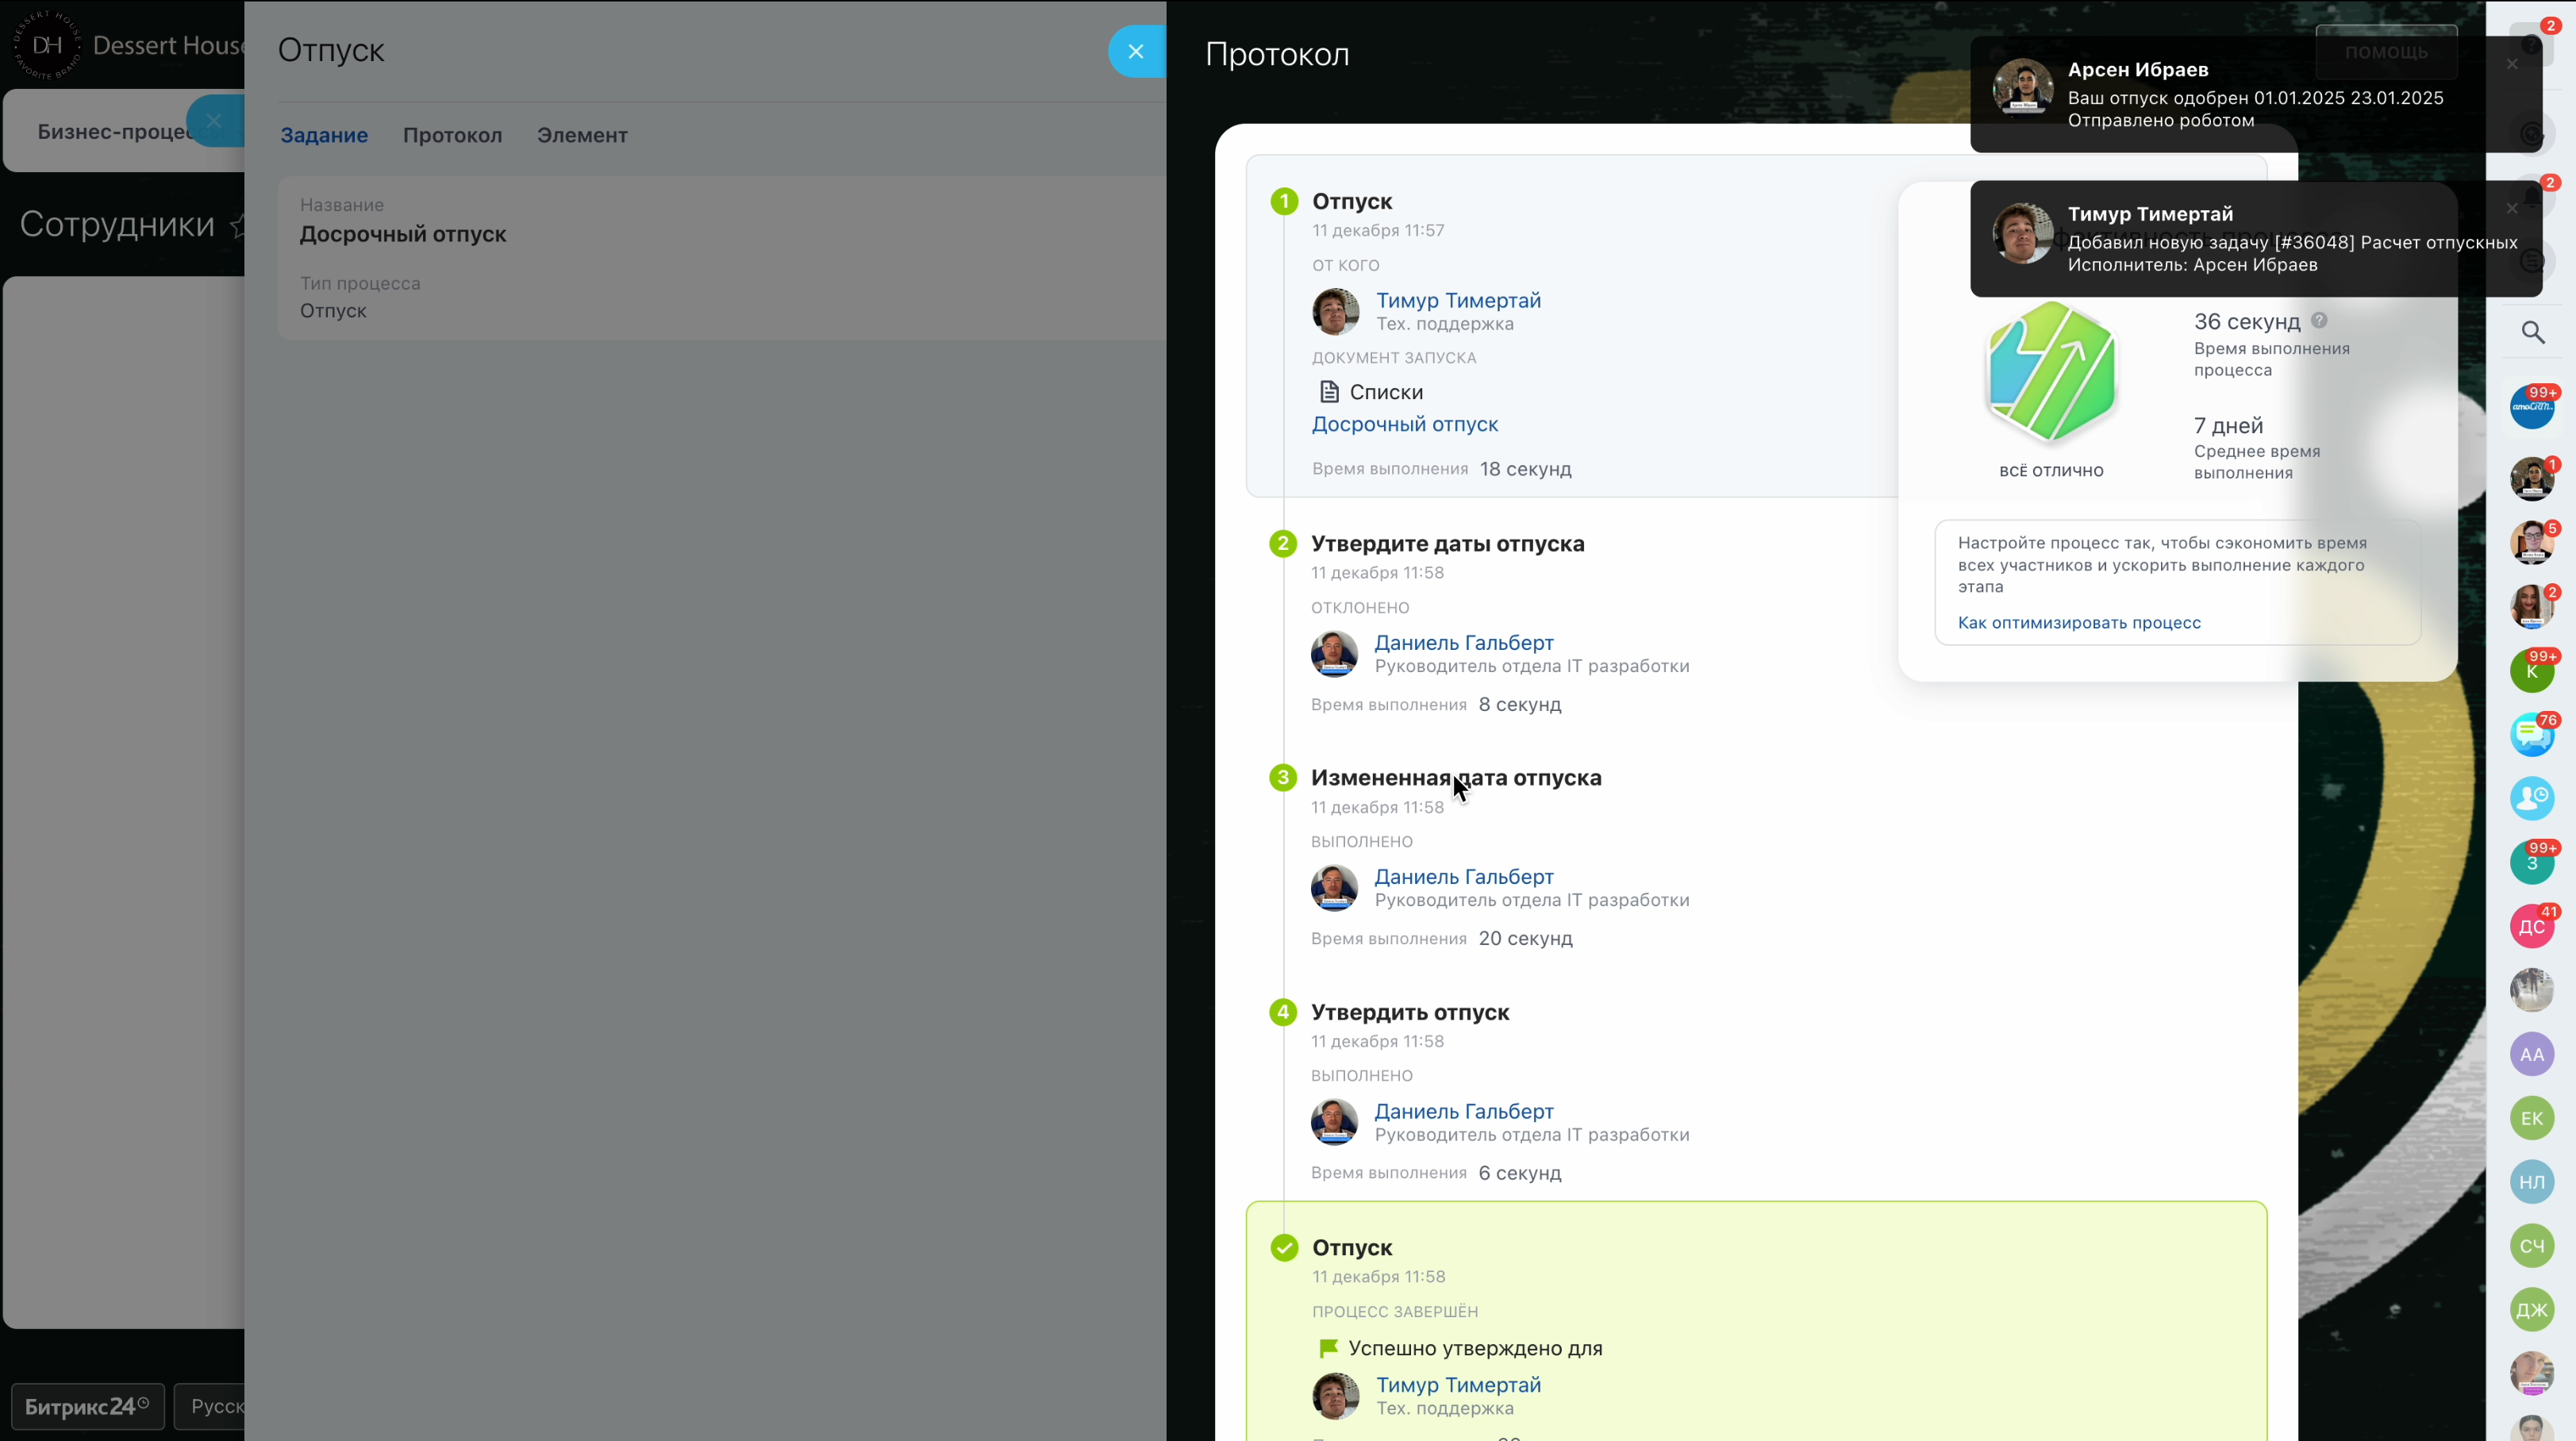 DESSERT HOUSE
DH
FAVORITE BRAND
Dessert House
Бизнес-процес
Сотрудники
Битрикс24
Русск
Отпуск
Задание Протокол Элемент
Название
Досрочный отпуск
Тип процесса
Отпуск
Протокол
ПОМОЩЬ
1 Отпуск
11 декабря 11:57
ОТ КОГО
Тимур Тимертай
Тех. поддержка
ДОКУМЕНТ ЗАПУСКА
Списки
Досрочный отпуск
Время выполнения 18 секунд
2 Утвердите даты отпуска
11 декабря 11:58
ОТКЛОНЕНО
Даниель Гальберт
Руководитель отдела IT разработки
Время выполнения 8 секунд
3 Измененная дата отпуска
11 декабря 11:58
ВЫПОЛНЕНО
Даниель Гальберт
Руководитель отдела IT разработки
Время выполнения 20 секунд
4 Утвердить отпуск
11 декабря 11:58
ВЫПОЛНЕНО
Даниель Гальберт
Руководитель отдела IT разработки
Время выполнения 6 секунд
Отпуск
11 декабря 11:58
ПРОЦЕСС ЗАВЕРШЁН
Успешно утверждено для
Тимур Тимертай
Тех. поддержка
Арсен Ибраев
Ваш отпуск одобрен 01.01.2025 23.01.2025
Отправлено роботом
Тимур Тимертай
Добавил новую задачу [#36048] Расчет отпускных
Исполнитель: Арсен Ибраев
36 секунд
Время выполнения
процесса
7 дней
Среднее время
выполнения
всё отлично
Настройте процесс так, чтобы сэкономить время
всех участников и ускорить выполнение каждого
этапа
Как оптимизировать процесс
2
2
99+
amoCRM.
1
5
2
99+
К
76
99+
З
41
ДС
АА
ЕК
НЛ
СЧ
ДЖ